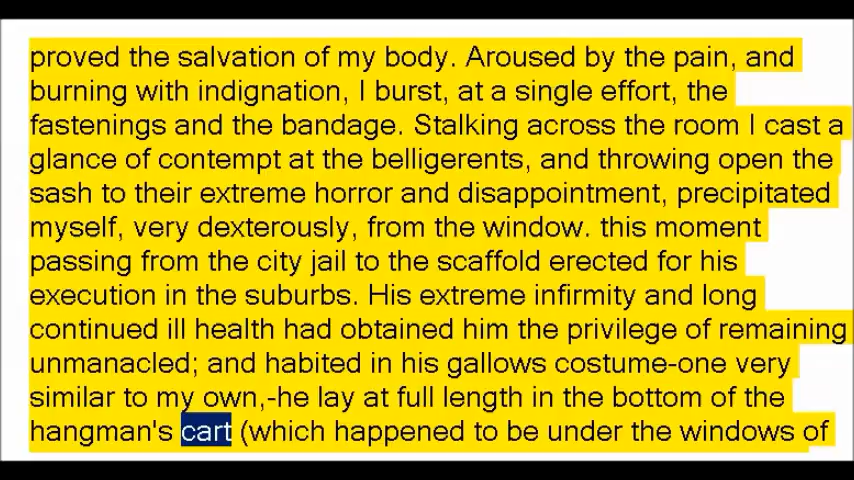 proved the salvation of my body. Aroused by the pain, and
burning with indignation, I burst, at a single effort, the
fastenings and the bandage. Stalking across the room I cast a
glance of contempt at the belligerents, and throwing open the
sash to their extreme horror and disappointment, precipitated
myself, very dexterously, from the window. this moment
passing from the city jail to the scaffold erected for his
execution in the suburbs. His extreme infirmity and long
continued ill health had obtained him the privilege of remaining
unmanacled; and habited in his gallows costume-one very
similar to my own,-he lay at full length in the bottom of the
hangman's cart (which happened to be under the windows of